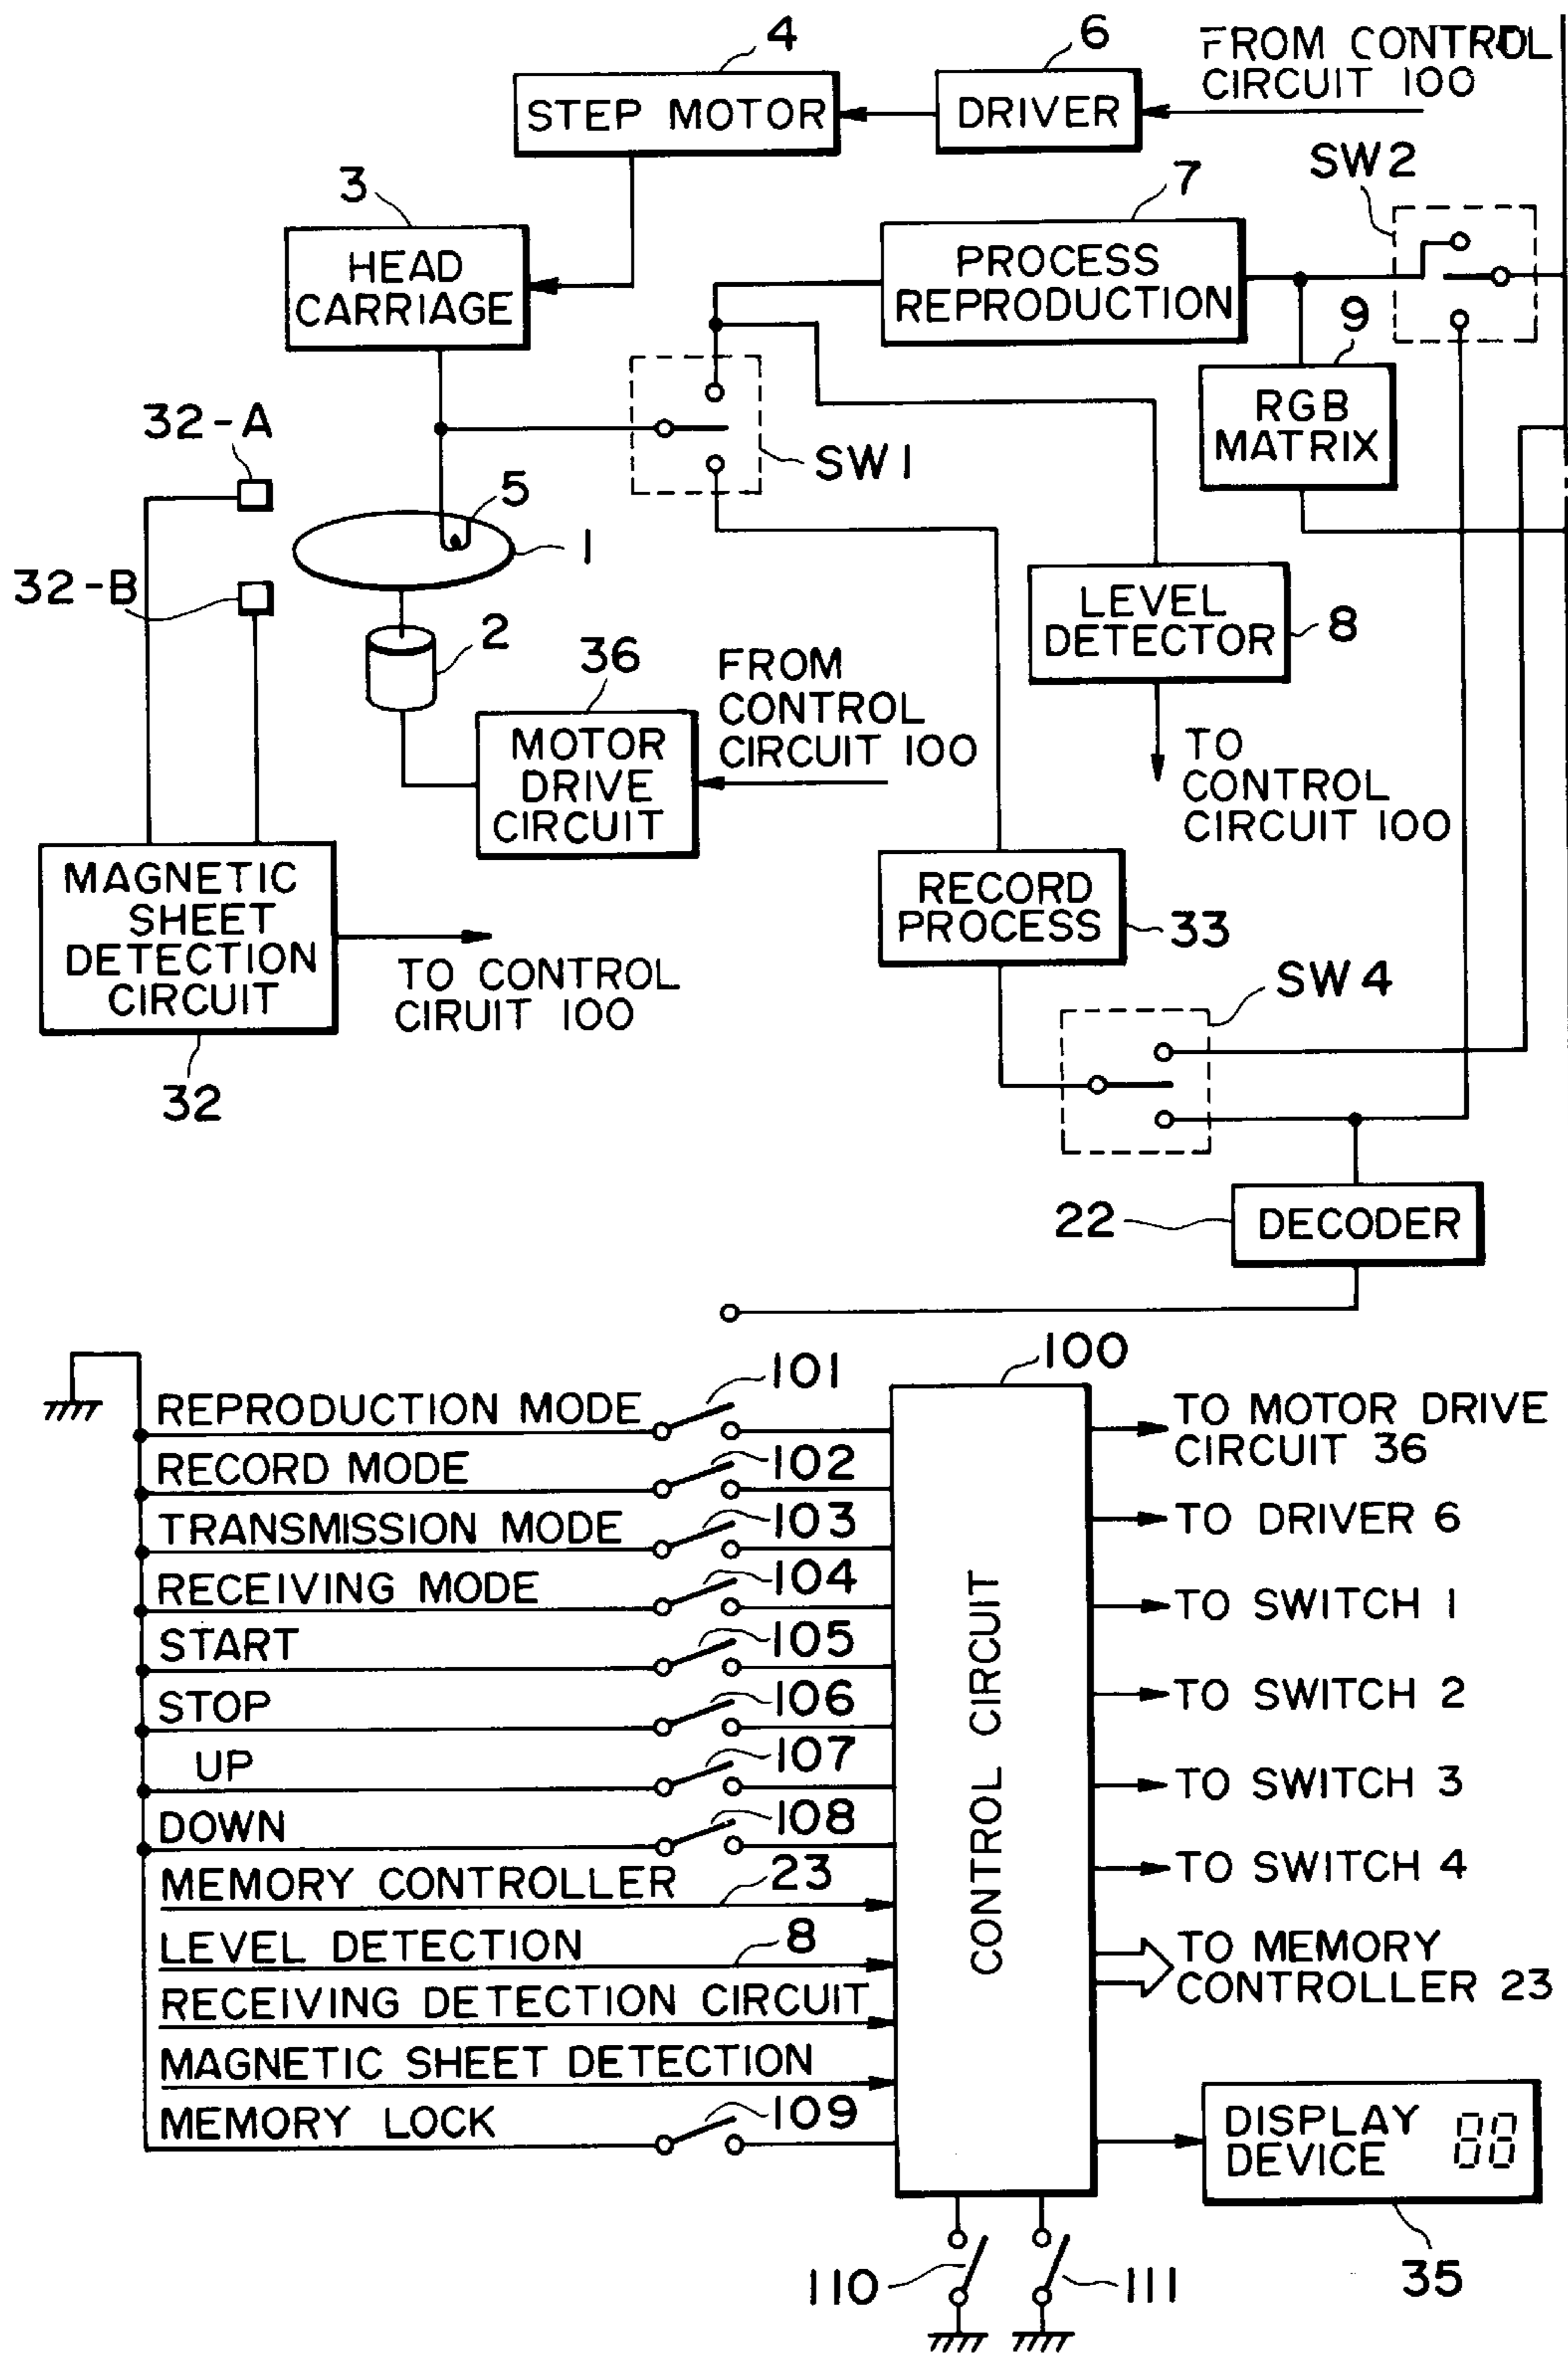 4
6
FROM CONTROL
CIRCUIT 100
STEP MOTOR
DRIVER
SW2
3
7
HEAD
CARRIAGE
PROCESS
REPRODUCTION
9
RGB
MATRIX
32-A
SW1
5
1
32-B
LEVEL
DETECTOR
8
2
36
FROM
CONTROL
CIRCUIT 100
MOTOR
DRIVE
CIRCUIT
TO
CONTROL
CIRCUIT 100
MAGNETIC
SHEET
DETECTION
CIRCUIT
RECORD
PROCESS
33
TO CONTROL
CIRUIT 100
SW4
32
22
DECODER
100
101
REPRODUCTION MODE
TO MOTOR DRIVE
CIRCUIT 36
RECORD MODE
102
TRANSMISSION MODE
103
TO DRIVER 6
RECEIVING MODE
104
TO SWITCH 1
START
105
STOP
106
TO SWITCH 2
UP
107
TO SWITCH 3
DOWN
108
CONTROL CIRCUIT
MEMORY CONTROLLER
23
TO SWITCH 4
LEVEL DETECTION
8
TO MEMORY
CONTROLLER 23
RECEIVING DETECTION CIRCUIT
MAGNETIC SHEET DETECTION
MEMORY LOCK
109
DISPLAY
DEVICE
00
00
110
111
35